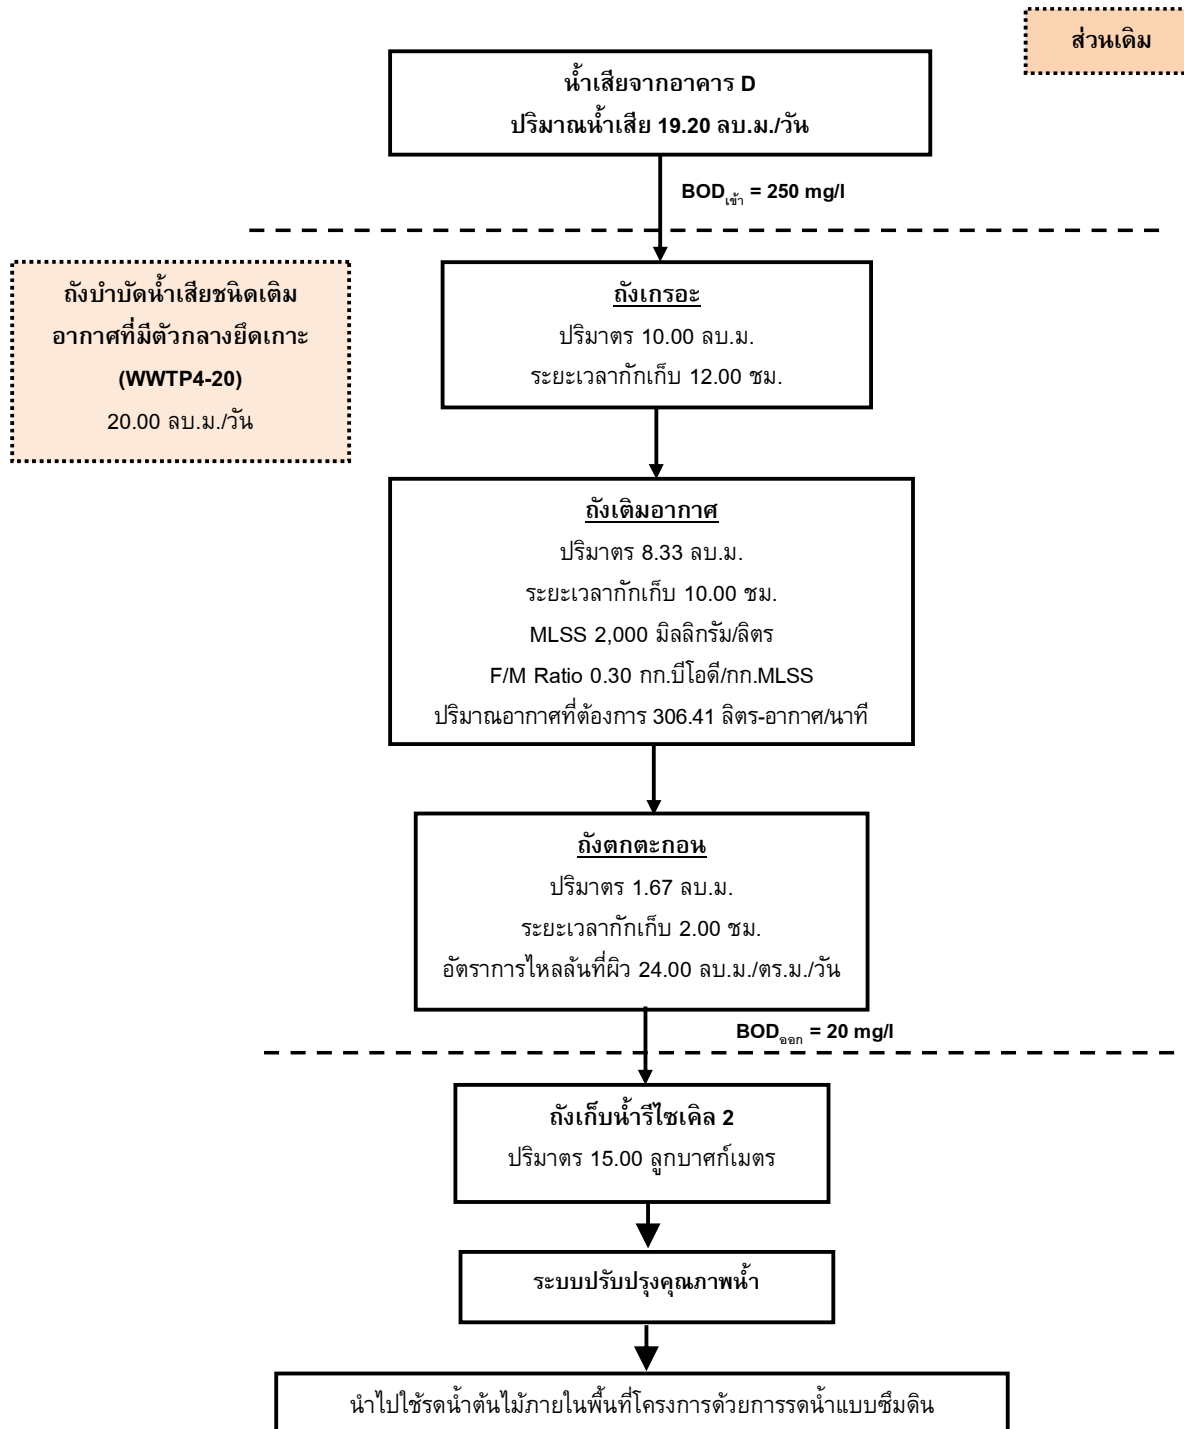 ส่วนเดิม
น้ำเสียจากอาคาร D
ปริมาณน้ำเสีย 19.20 ลบ.ม./วัน
BODเข้า = 250 mg/l
ถังบำบัดน้ำเสียชนิดเติม
อากาศที่มีตัวกลางยึดเกาะ
(WWTP4-20)
20.00 ลบ.ม./วัน
ถังเกรอะ
ปริมาตร 10.00 ลบ.ม.
ระยะเวลากักเก็บ 12.00 ชม.
ถังเติมอากาศ
ปริมาตร 8.33 ลบ.ม.
ระยะเวลากักเก็บ 10.00 ชม.
MLSS 2,000 มิลลิกรัม/ลิตร
F/M Ratio 0.30 กก.บีโอดี/กก.MLSS
ปริมาณอากาศที่ต้องการ 306.41 ลิตร-อากาศ/นาที
ถังตกตะกอน
ปริมาตร 1.67 ลบ.ม.
ระยะเวลากักเก็บ 2.00 ชม.
อัตราการไหลล้นที่ผิว 24.00 ลบ.ม./ตร.ม./วัน
BODออก = 20 mg/l
ถังเก็บน้ำรีไซเคิล 2
ปริมาตร 15.00 ลูกบาศก์เมตร
ระบบปรับปรุงคุณภาพน้ำ
นำไปใช้รดน้ำต้นไม้ภายในพื้นที่โครงการด้วยการรดน้ำแบบซึมดิน